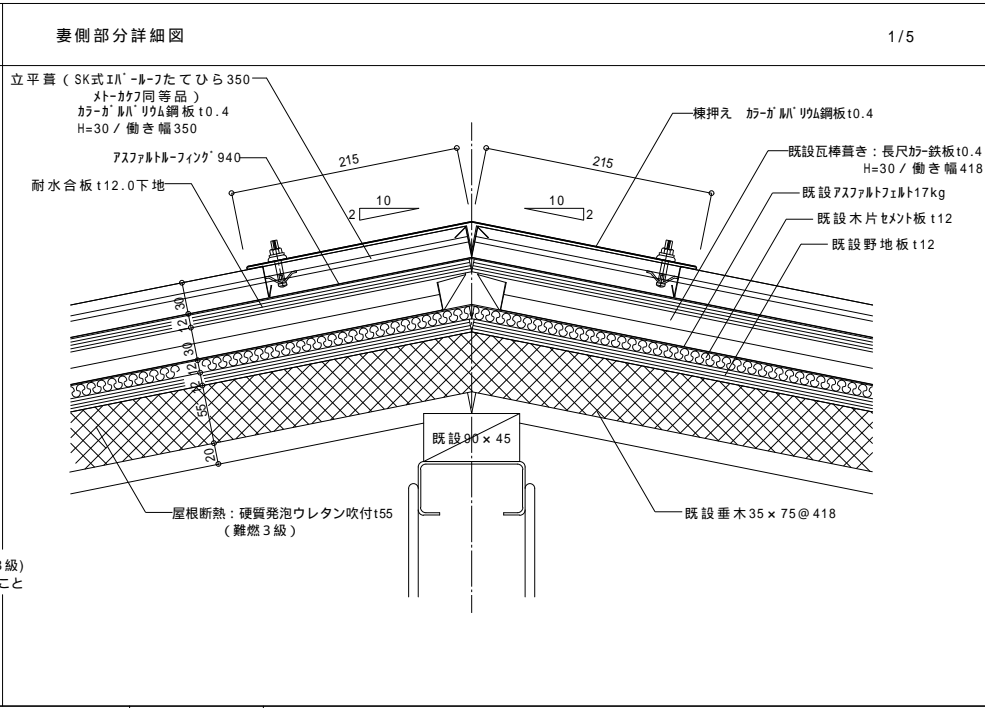 妻側部分詳細図
1/5
立平葺（SK式ｴﾊﾞｰﾙｰﾌたてひら350
ﾒﾄｰｶｹﾌ同等品）
ｶﾗｰｶﾞﾙﾊﾞﾘｳﾑ鋼板t0.4
H=30/働き幅350
ｱｽﾌｧﾙﾄﾙｰﾌｨﾝｸﾞ940
耐水合板t12.0下地
215
215
10
2
10
2
棟押え ｶﾗｰｶﾞﾙﾊﾞﾘｳﾑ鋼板t0.4
既設瓦棒葺き：長尺ｶﾗｰ鉄板t0.4
H=30/働き幅418
既設ｱｽﾌｧﾙﾄﾌｪﾙﾄ17kg
既設木片ｾﾒﾝﾄ板t12
既設野地板t12
30
12
30
12
12
55
20
既設90×45
屋根断熱：硬質発泡ウレタン吹付t55
（難燃3級）
既設垂木35×75@418
級)
こと